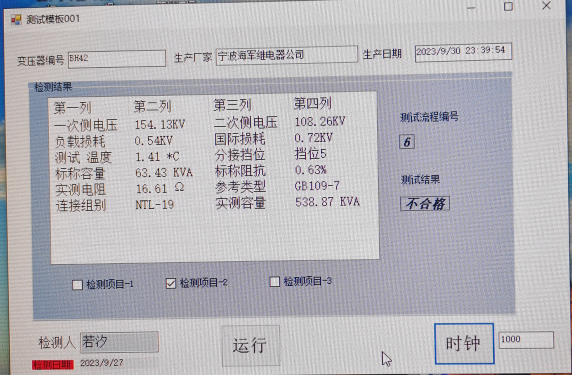 测试模板001
变压器编号 BH42 生产厂家 宁波海军继电器公司 生产日期 2023/9/30 23:39:54
检测结果
第一列 第二列 第三列 第四列
一次侧电压 154.13KV 二次侧电压 108.26KV
负载损耗 0.54KV 国际损耗 0.72KV
测试 温度 1.41 *C 分接挡位 挡位5
标称容量 63.43 KVA 标称阻抗 0.63%
实测电阻 16.61 Ω 参考类型 GB109-7
连接组别 NTL-19 实测容量 538.87 KVA
测试流程编号
6
测试结果
不合格
检测项目-1 检测项目-2 检测项目-3
检测人 若汐 运行 时钟 1000
检测日期 2023/9/27